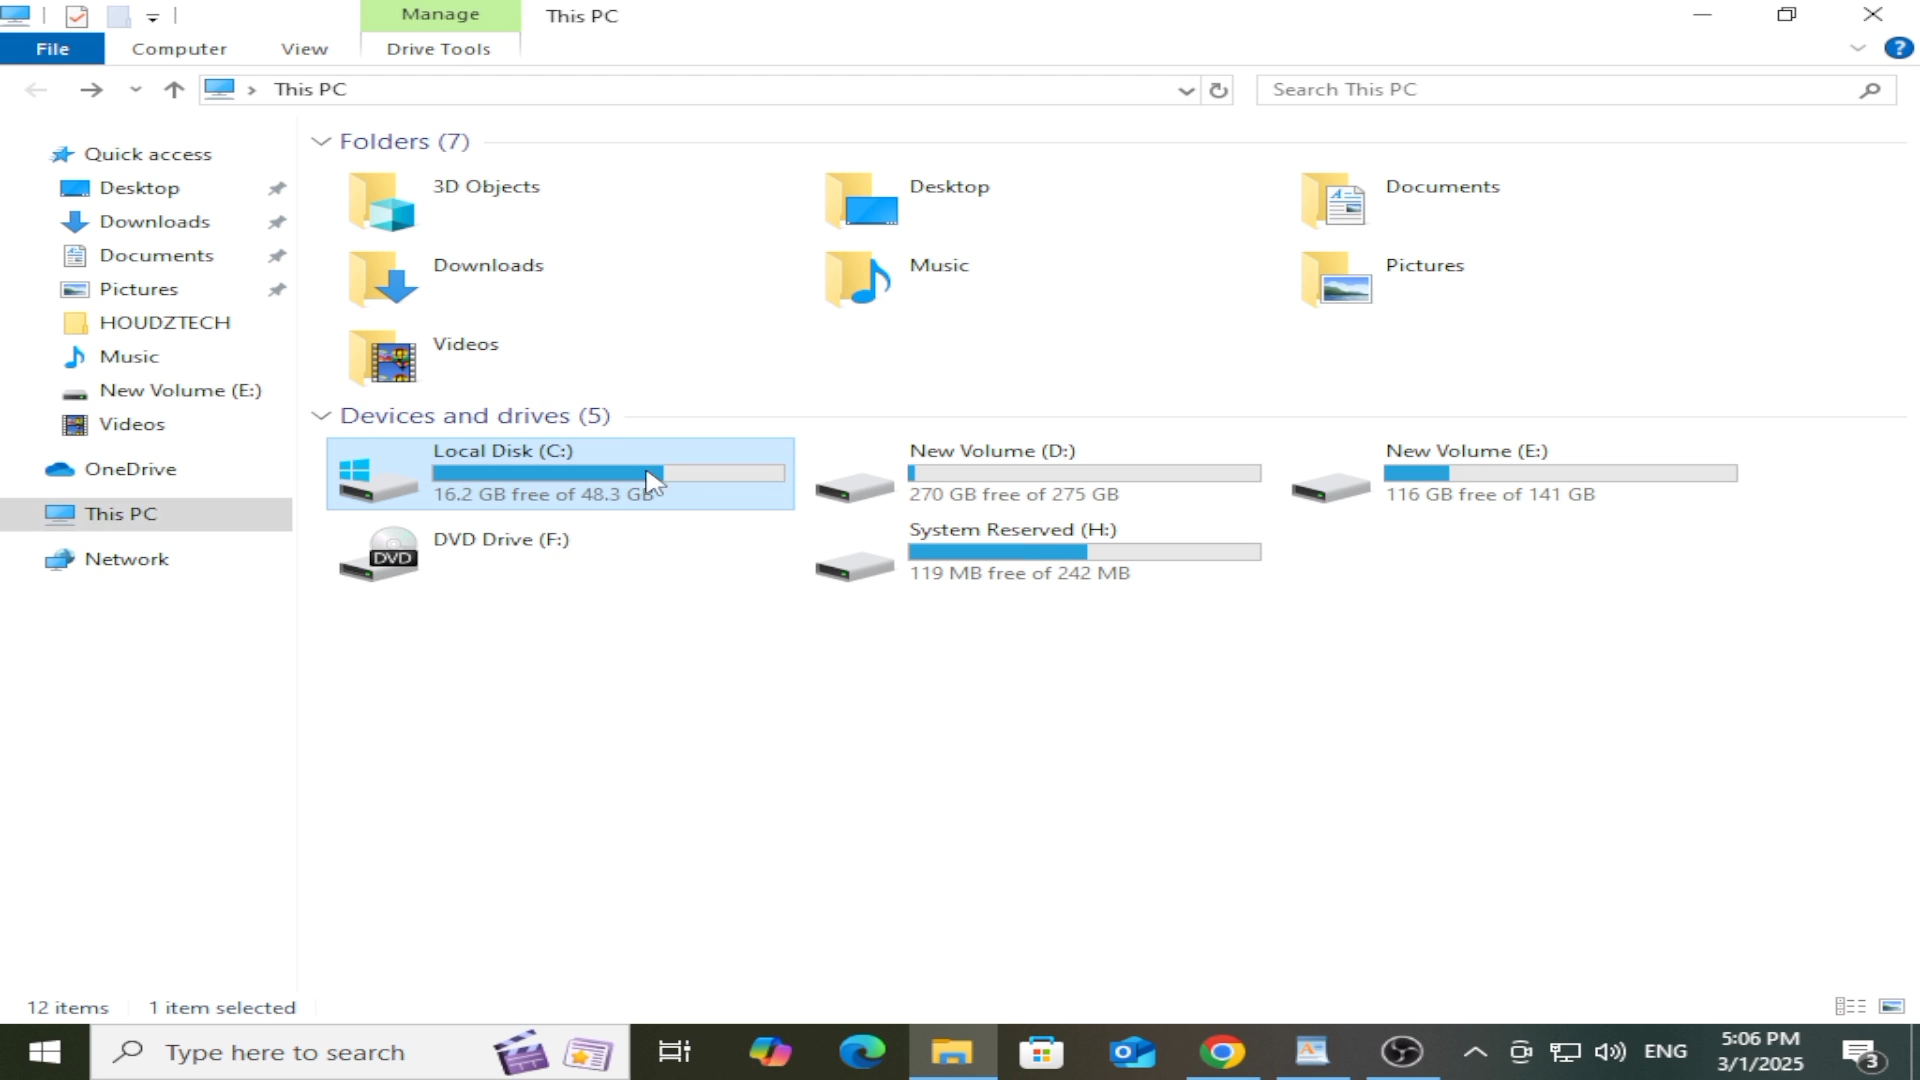 Manage
This PC
File
Computer
View
Drive Tools
This PC
Search This PC
Quick access
Desktop
Downloads
Documents
Pictures
HOUDZTECH
Music
New Volume (E:)
Videos
OneDrive
This PC
Network
Folders (7)
3D Objects
Desktop
Documents
Downloads
Music
Pictures
Videos
Devices and drives (5)
Local Disk (C:)
16.2 GB free of 48.3 GB
New Volume (D:)
270 GB free of 275 GB
New Volume (E:)
116 GB free of 141 GB
DVD
DVD Drive (F:)
System Reserved (H:)
119 MB free of 242 MB
12 items
1 item selected
Type here to search
ENG
5:06 PM
3/1/2025
3